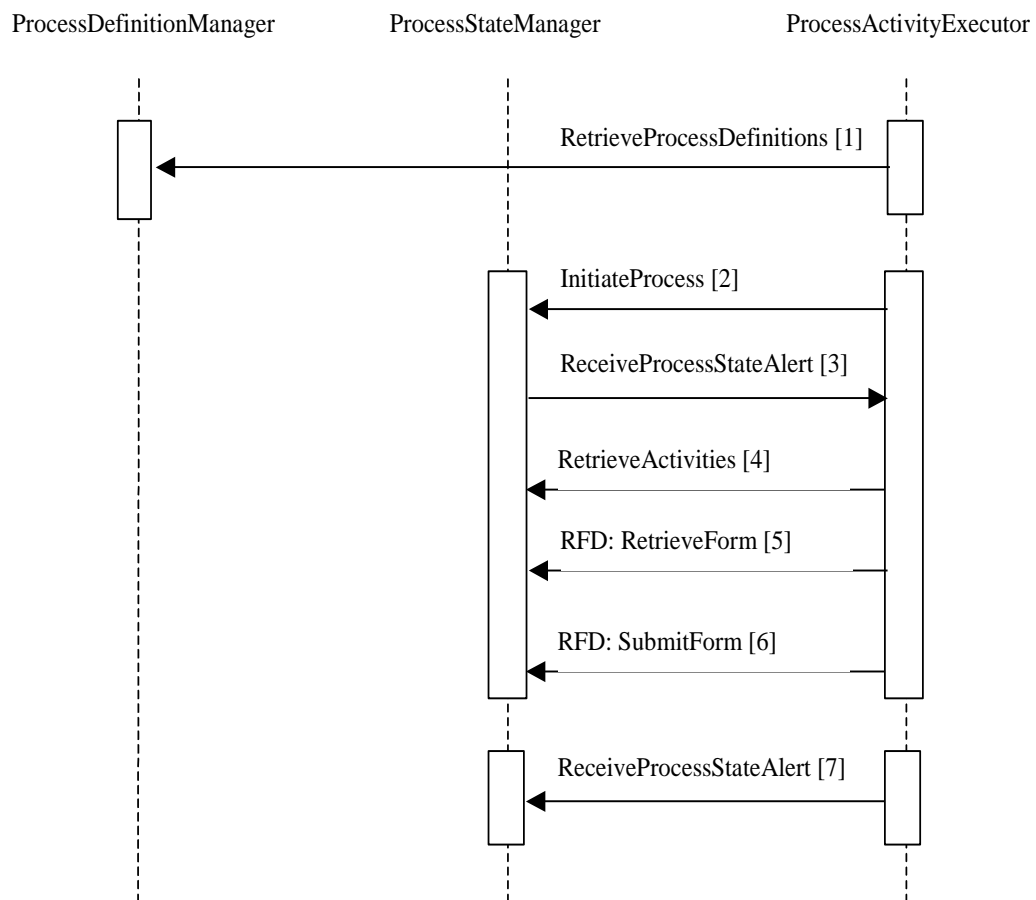 ProcessDefinitionManager
ProcessStateManager
ProcessActivityExecutor
RetrieveProcessDefinitions [1]
InitiateProcess [2]
ReceiveProcessStateAlert [3]
RetrieveActivities [4]
RFD: RetrieveForm [5]
RFD: SubmitForm [6]
ReceiveProcessStateAlert [7]